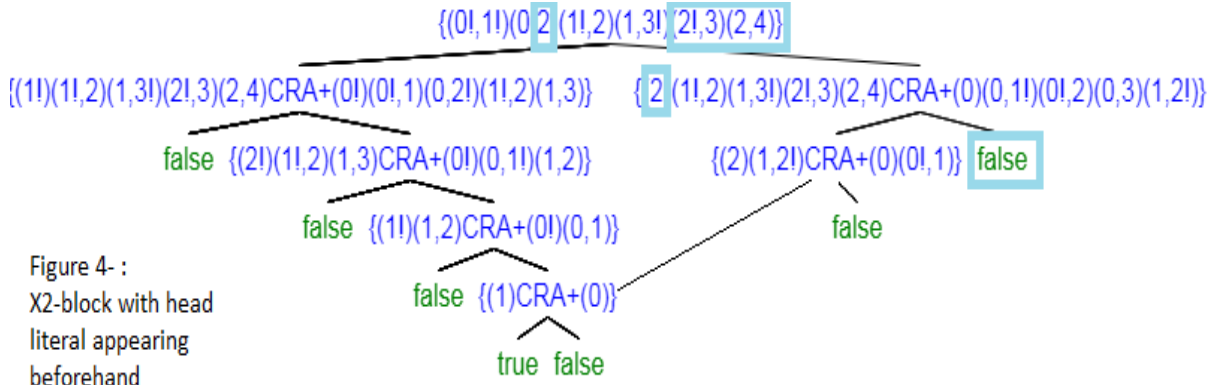 {(0!,1!)(0,2)(1!,2)(1,3!)(2!,3)(2,4)}
{(1!)(1!,2)(1,3!)(2!,3)(2,4)CRA+(0!)(0!,1)(0,2!)(1!,2)(1,3)} {(2)(1!,2)(1,3!)(2!,3)(2,4)CRA+(0)(0,1!)(0!,2)(0,3)(1,2!)}
false {(2!)(1!,2)(1,3)CRA+(0!)(0,1!)(1,2)} {(2)(1,2!)CRA+(0)(0!,1)} false
false {(1!)(1,2)CRA+(0!)(0,1)} false
false {(1)CRA+(0)}
true false
Figure 4- :
X2-block with head
literal appearing
beforehand